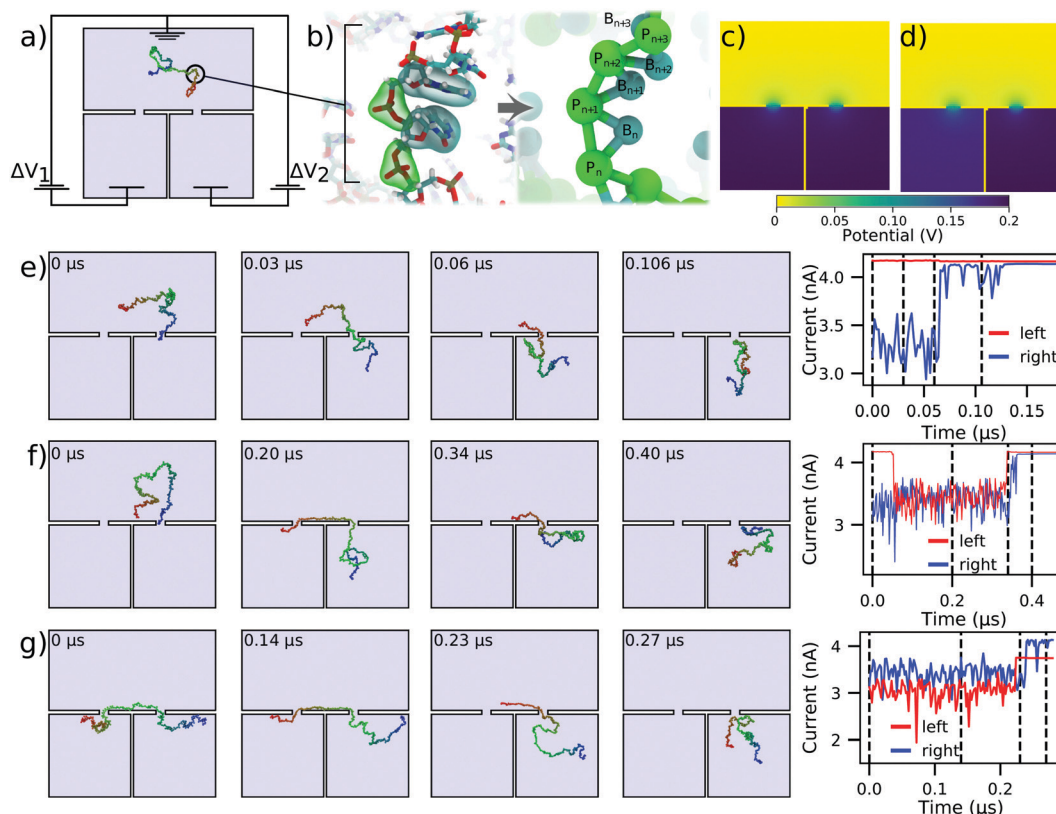 a)
ΔV1
ΔV2
b)
Bn+3
Pn+3
Pn+2
Bn+2
Bn+1
Pn+1
Bn
Pn
c)
d)
0 0.05 0.10 0.15 0.2
Potential (V)
e)
0 μs
0.03 μs
0.06 μs
0.106 μs
Current (nA)
4.0
3.5
3.0
left
right
0.00 0.05 0.10 0.15
Time (μs)
f)
0 μs
0.20 μs
0.34 μs
0.40 μs
Current (nA)
4
3
left
right
0.0 0.2 0.4
Time (μs)
g)
0 μs
0.14 μs
0.23 μs
0.27 μs
Current (nA)
4
3
2
left
right
0.0 0.1 0.2
Time (μs)